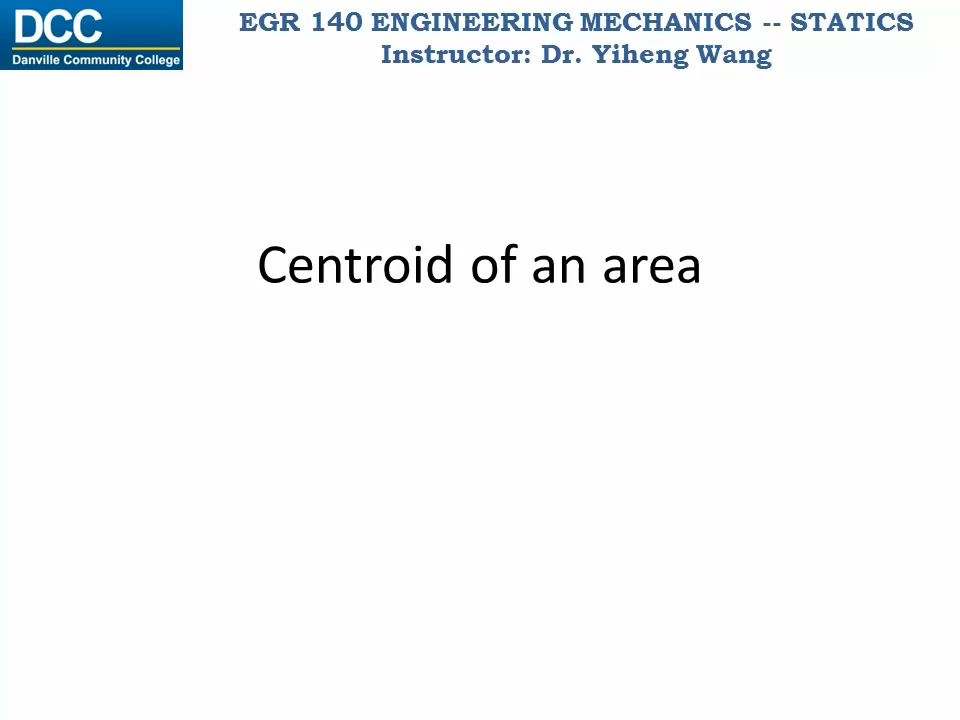 DCC
Danville Community College
EGR 140 ENGINEERING MECHANICS -- STATICS
Instructor: Dr. Yiheng Wang
Centroid of an area